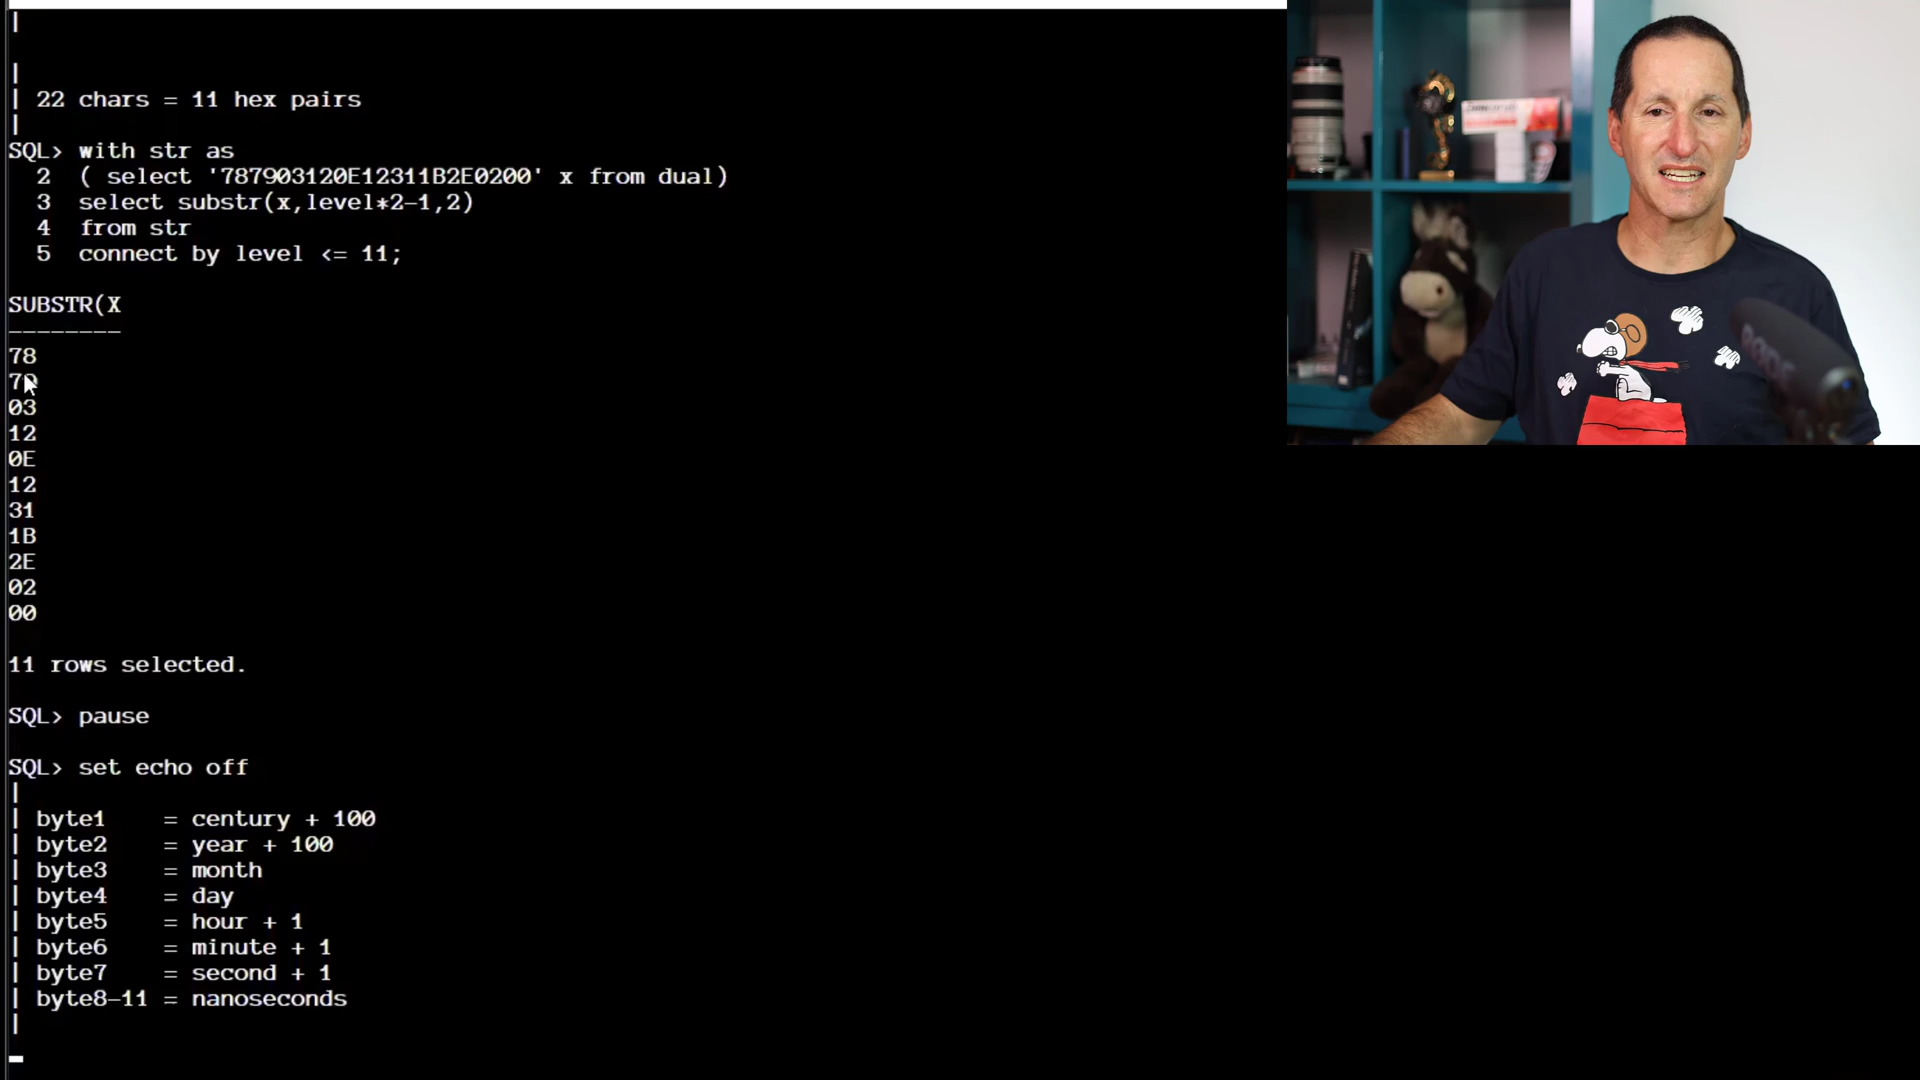 | 22 chars = 11 hex pairs
SQL> with str as
2 ( select '787903120E12311B2E0200' x from dual)
3 select substr(x,level*2-1,2)
4 from str
5 connect by level <= 11;
SUBSTR(X
--------
78
79
03
12
0E
12
31
1B
2E
02
00
11 rows selected.
SQL> pause
SQL> set echo off
|
| byte1 = century + 100
| byte2 = year + 100
| byte3 = month
| byte4 = day
| byte5 = hour + 1
| byte6 = minute + 1
| byte7 = second + 1
| byte8-11 = nanoseconds
|